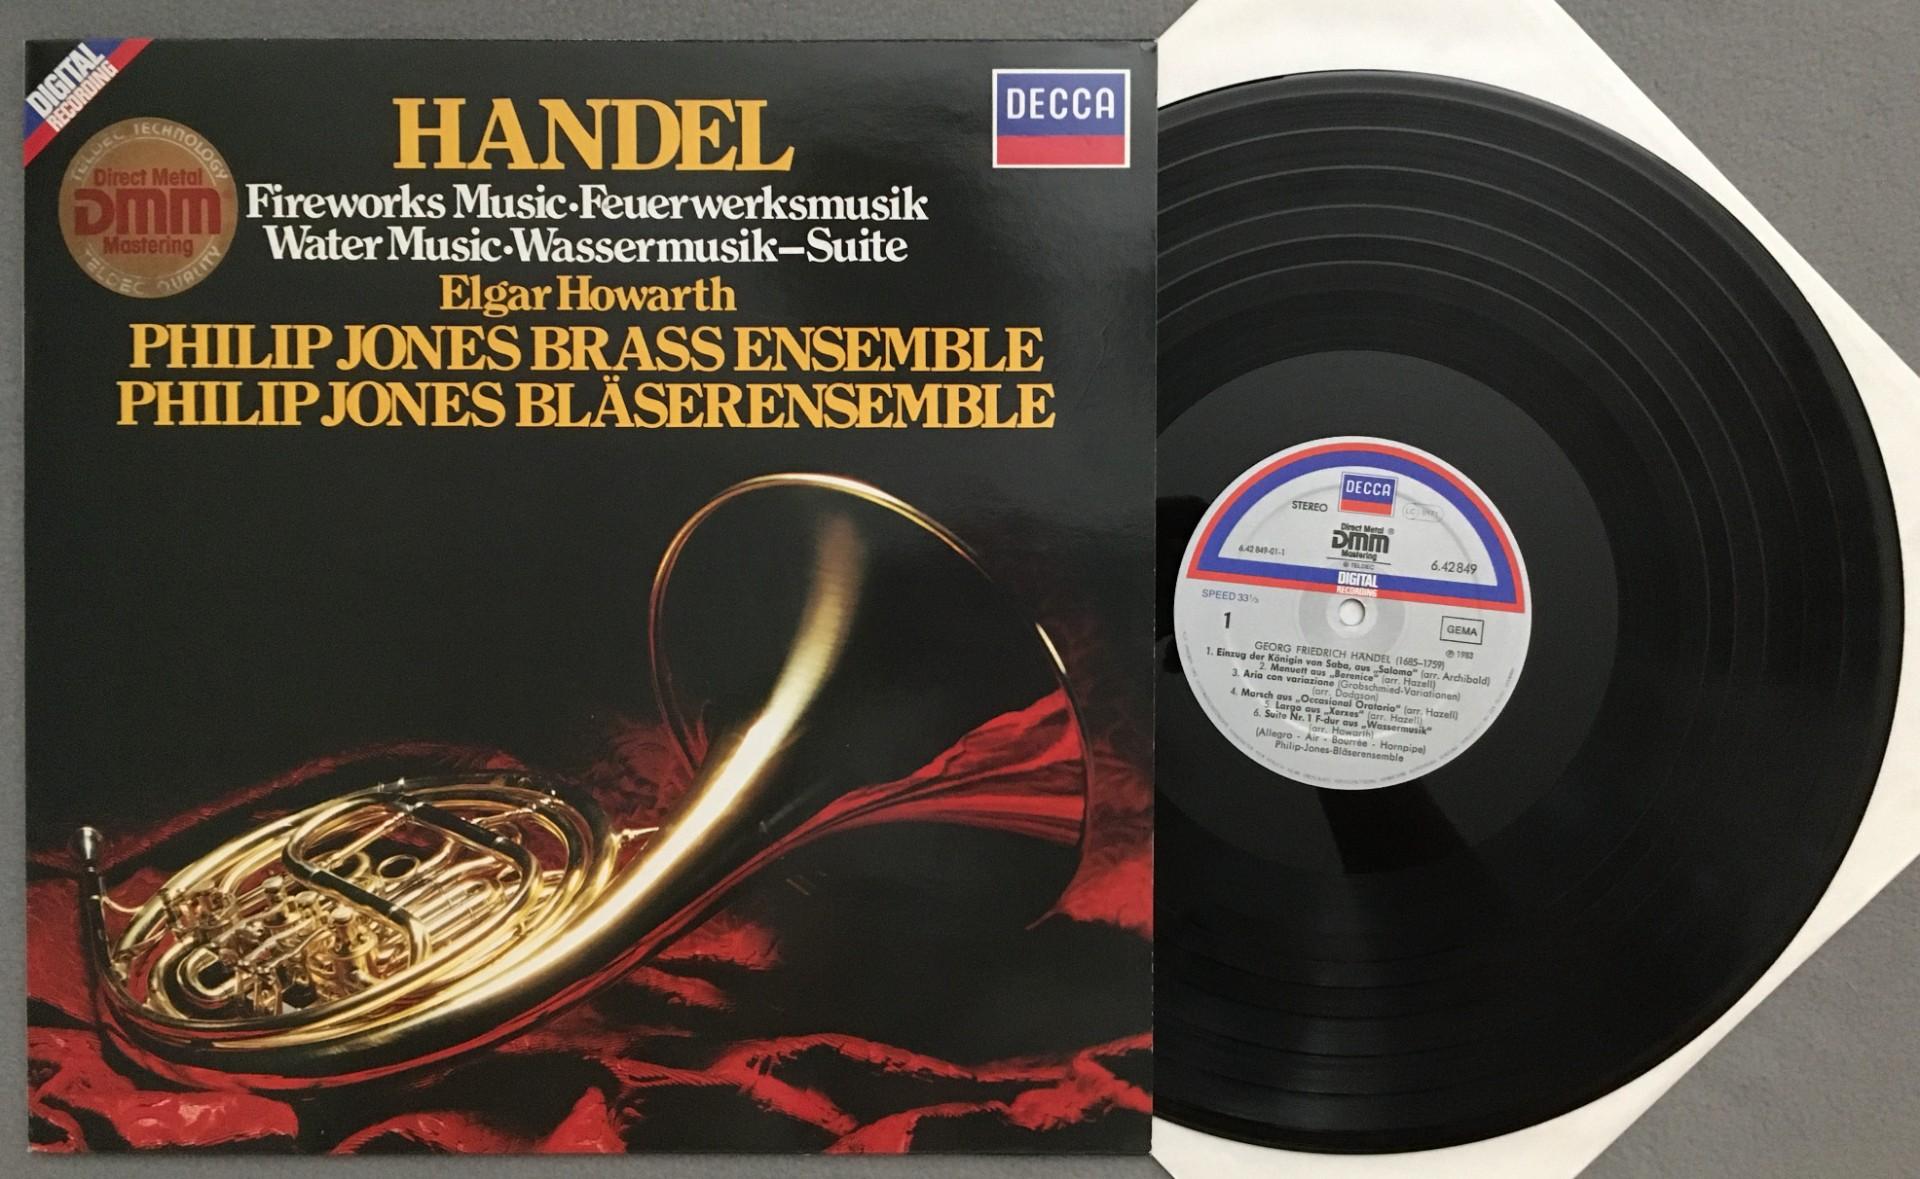 DIGITAL
RECORDING
TELDEC TECHNOLOGY
Direct Metal
DMM
Mastering
TELDEC QUALITY
HANDEL
Fireworks Music·Feuerwerksmusik
Water Music·Wassermusik–Suite
Elgar Howarth
PHILIP JONES BRASS ENSEMBLE
PHILIP JONES BLÄSERENSEMBLE
DECCA
DECCA
STEREO
LC
Direct Metal ®
DMM
Mastering
© TELDEC
6.42 849-01-1
6.42849
DIGITAL
RECORDING
SPEED 33⅓
1
GEMA
℗ 1983
GEORG FRIEDRICH HÄNDEL (1685–1759)
1. Einzug der Königin von Saba, aus „Salomo“ (arr. Archibald)
2. Menuett aus „Berenice“ (arr. Hazell)
3. Aria con variazione (Grobschmied-Variationen)
(arr. Dodgson)
4. Marsch aus „Occasional Oratorio“ (arr. Hazell)
5. Largo aus „Xerxes“ (arr. Hazell)
6. Suite Nr. 1 F-dur aus „Wassermusik“
(arr. Howarth)
(Allegro - Air - Bourrée - Hornpipe)
Philip-Jones-Bläserensemble